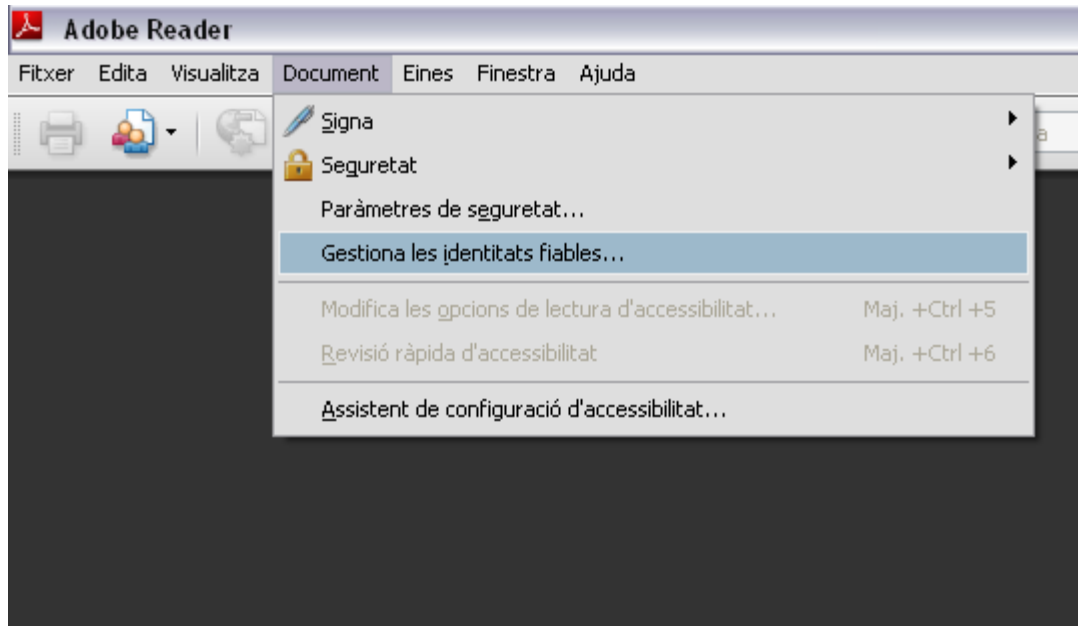 Adobe Reader
Fitxer Edita Visualitza Document Eines Finestra Ajuda
Signa
a
Seguretat
Paràmetres de seguretat...
Gestiona les identitats fiables...
Modifica les opcions de lectura d'accessibilitat... Maj. +Ctrl +5
Revisió ràpida d'accessibilitat Maj. +Ctrl +6
Assistent de configuració d'accessibilitat...